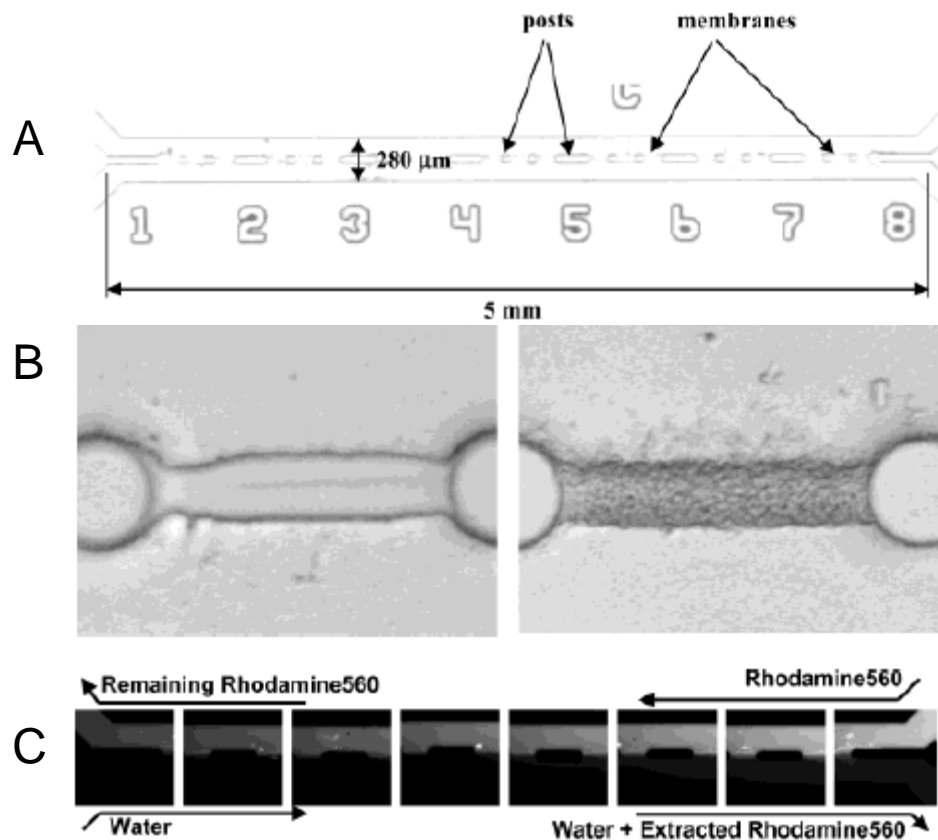 posts membranes
5
A
280 μm
1 2 3 4 5 6 7 8
5 mm
B
Remaining Rhodamine560 Rhodamine560
C
Water Water + Extracted Rhodamine560